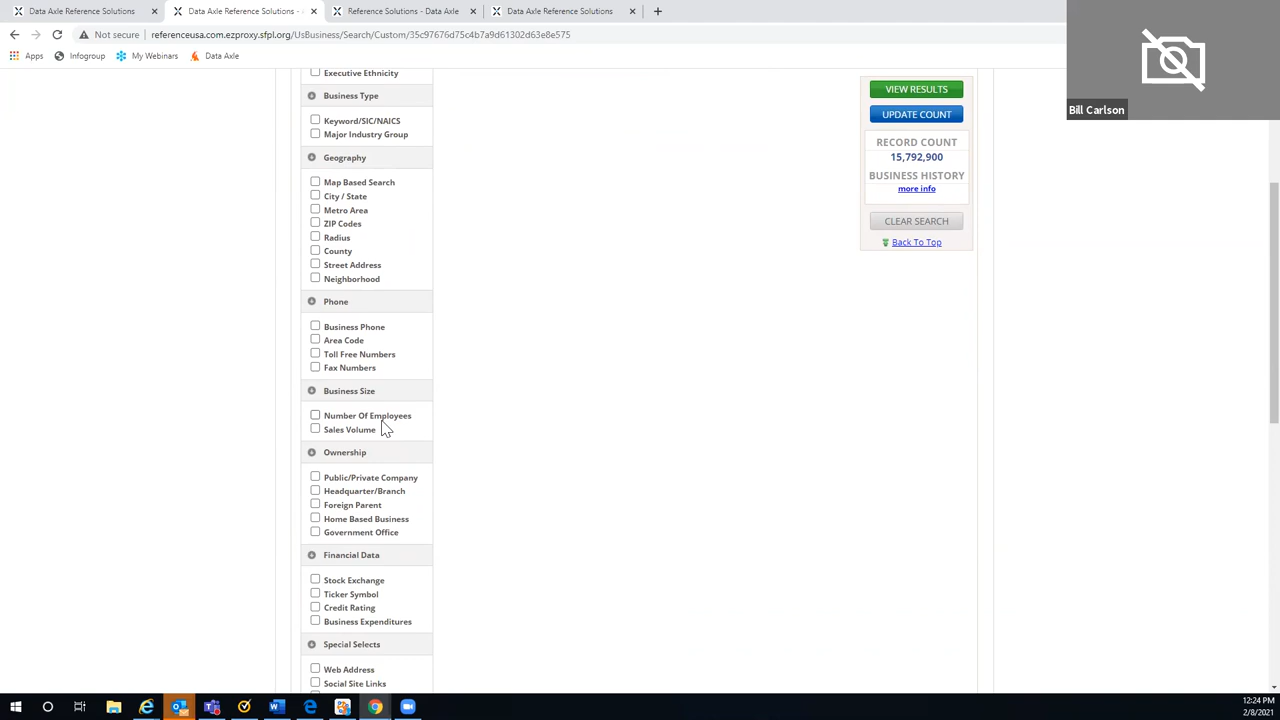 Data Axle Reference Solutions
Data Axle Reference Solutions -
Reference Solutions - Data Axle
Data Axle Reference Solutions
Not secure
referenceusa.com.ezproxy.sfpl.org/UsBusiness/Search/Custom/35c97676d75c4b7a9d61302d63e8e575
Apps
Infogroup
My Webinars
Data Axle
Bill Carlson
Executive Ethnicity
Business Type
Keyword/SIC/NAICS
Major Industry Group
Geography
Map Based Search
City / State
Metro Area
ZIP Codes
Radius
County
Street Address
Neighborhood
Phone
Business Phone
Area Code
Toll Free Numbers
Fax Numbers
Business Size
Number Of Employees
Sales Volume
Ownership
Public/Private Company
Headquarter/Branch
Foreign Parent
Home Based Business
Government Office
Financial Data
Stock Exchange
Ticker Symbol
Credit Rating
Business Expenditures
Special Selects
Web Address
Social Site Links
VIEW RESULTS
UPDATE COUNT
RECORD COUNT
15,792,900
BUSINESS HISTORY
more info
CLEAR SEARCH
Back To Top
12:24 PM
2/8/2021